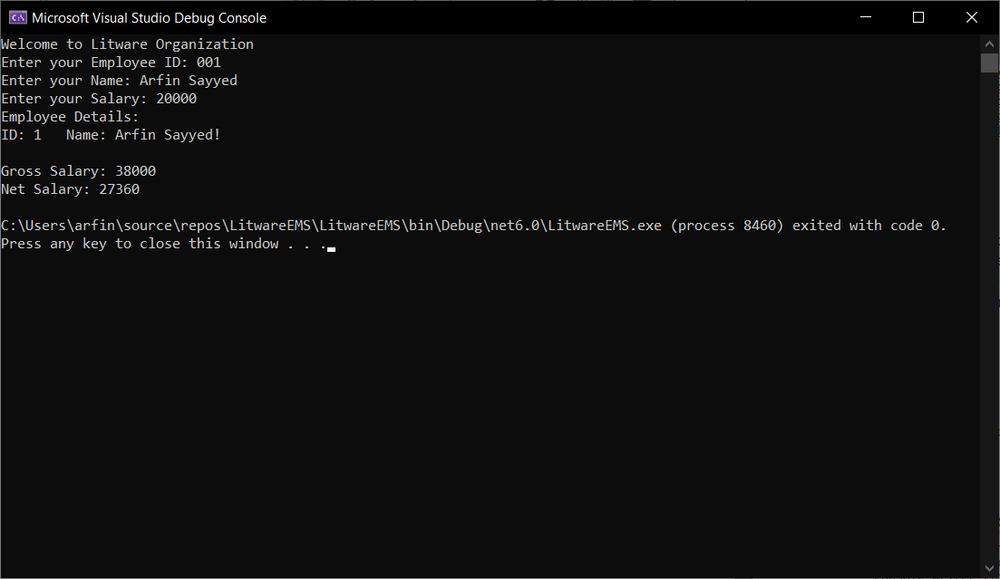 Microsoft Visual Studio Debug Console
Welcome to Litware Organization
Enter your Employee ID: 001
Enter your Name: Arfin Sayyed
Enter your Salary: 20000
Employee Details:
ID: 1   Name: Arfin Sayyed!
Gross Salary: 38000
Net Salary: 27360
C:\Users\arfin\source\repos\LitwareEMS\LitwareEMS\bin\Debug\net6.0\LitwareEMS.exe (process 8460) exited with code 0.
Press any key to close this window . . .